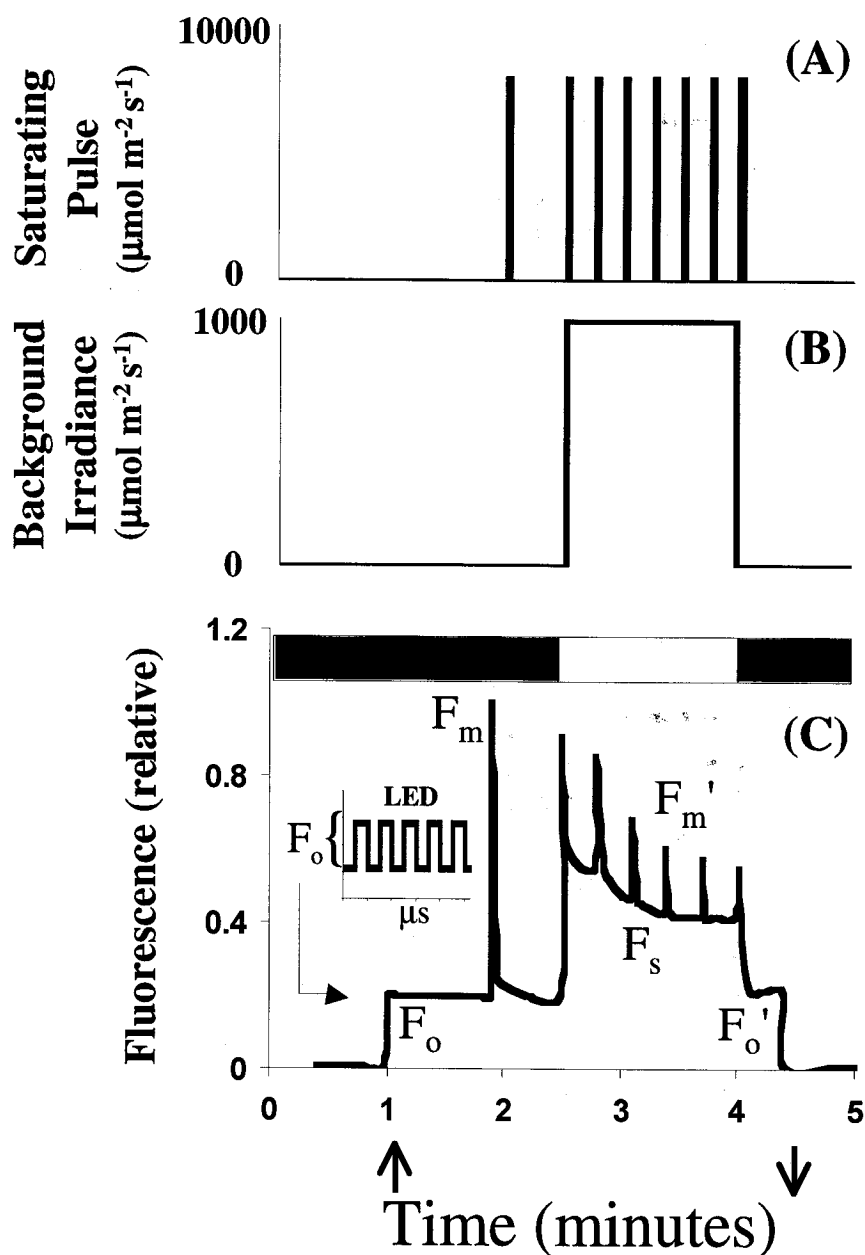 10000
(A)
Saturating
Pulse
(μmol m-2 s-1)
0
1000
(B)
Background
Irradiance
(μmol m-2 s-1)
0
1.2
Fluorescence (relative)
Fm
(C)
0.8
LED
Fm'
Fo{
μs
0.4
Fs
Fo
Fo'
0
0 1 2 3 4 5
Time (minutes)